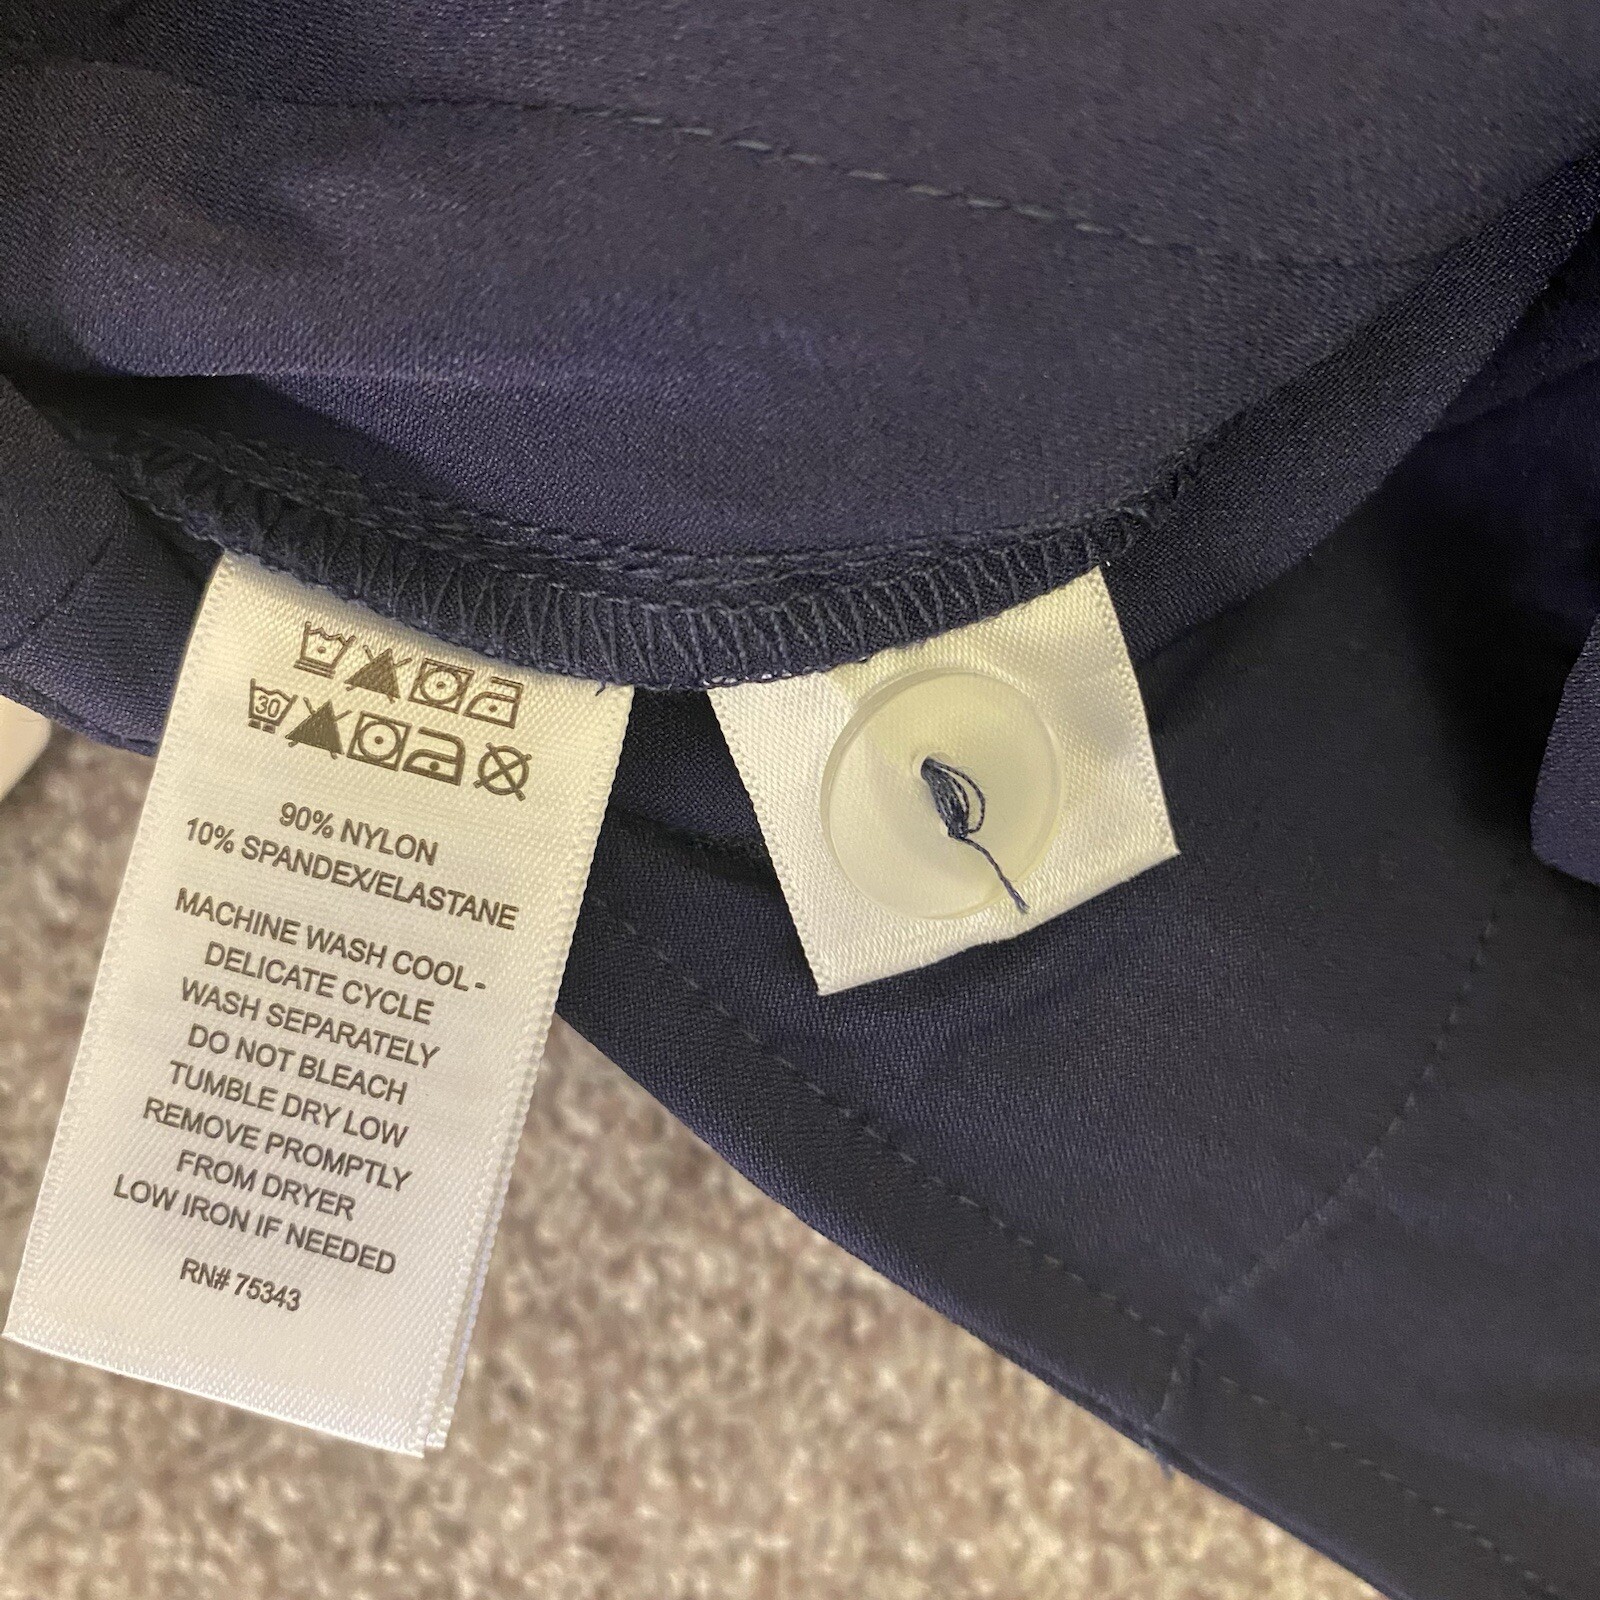 30
90% NYLON
10% SPANDEX/ELASTANE
MACHINE WASH COOL -
DELICATE CYCLE
WASH SEPARATELY
DO NOT BLEACH
TUMBLE DRY LOW
REMOVE PROMPTLY
FROM DRYER
LOW IRON IF NEEDED
RN# 75343